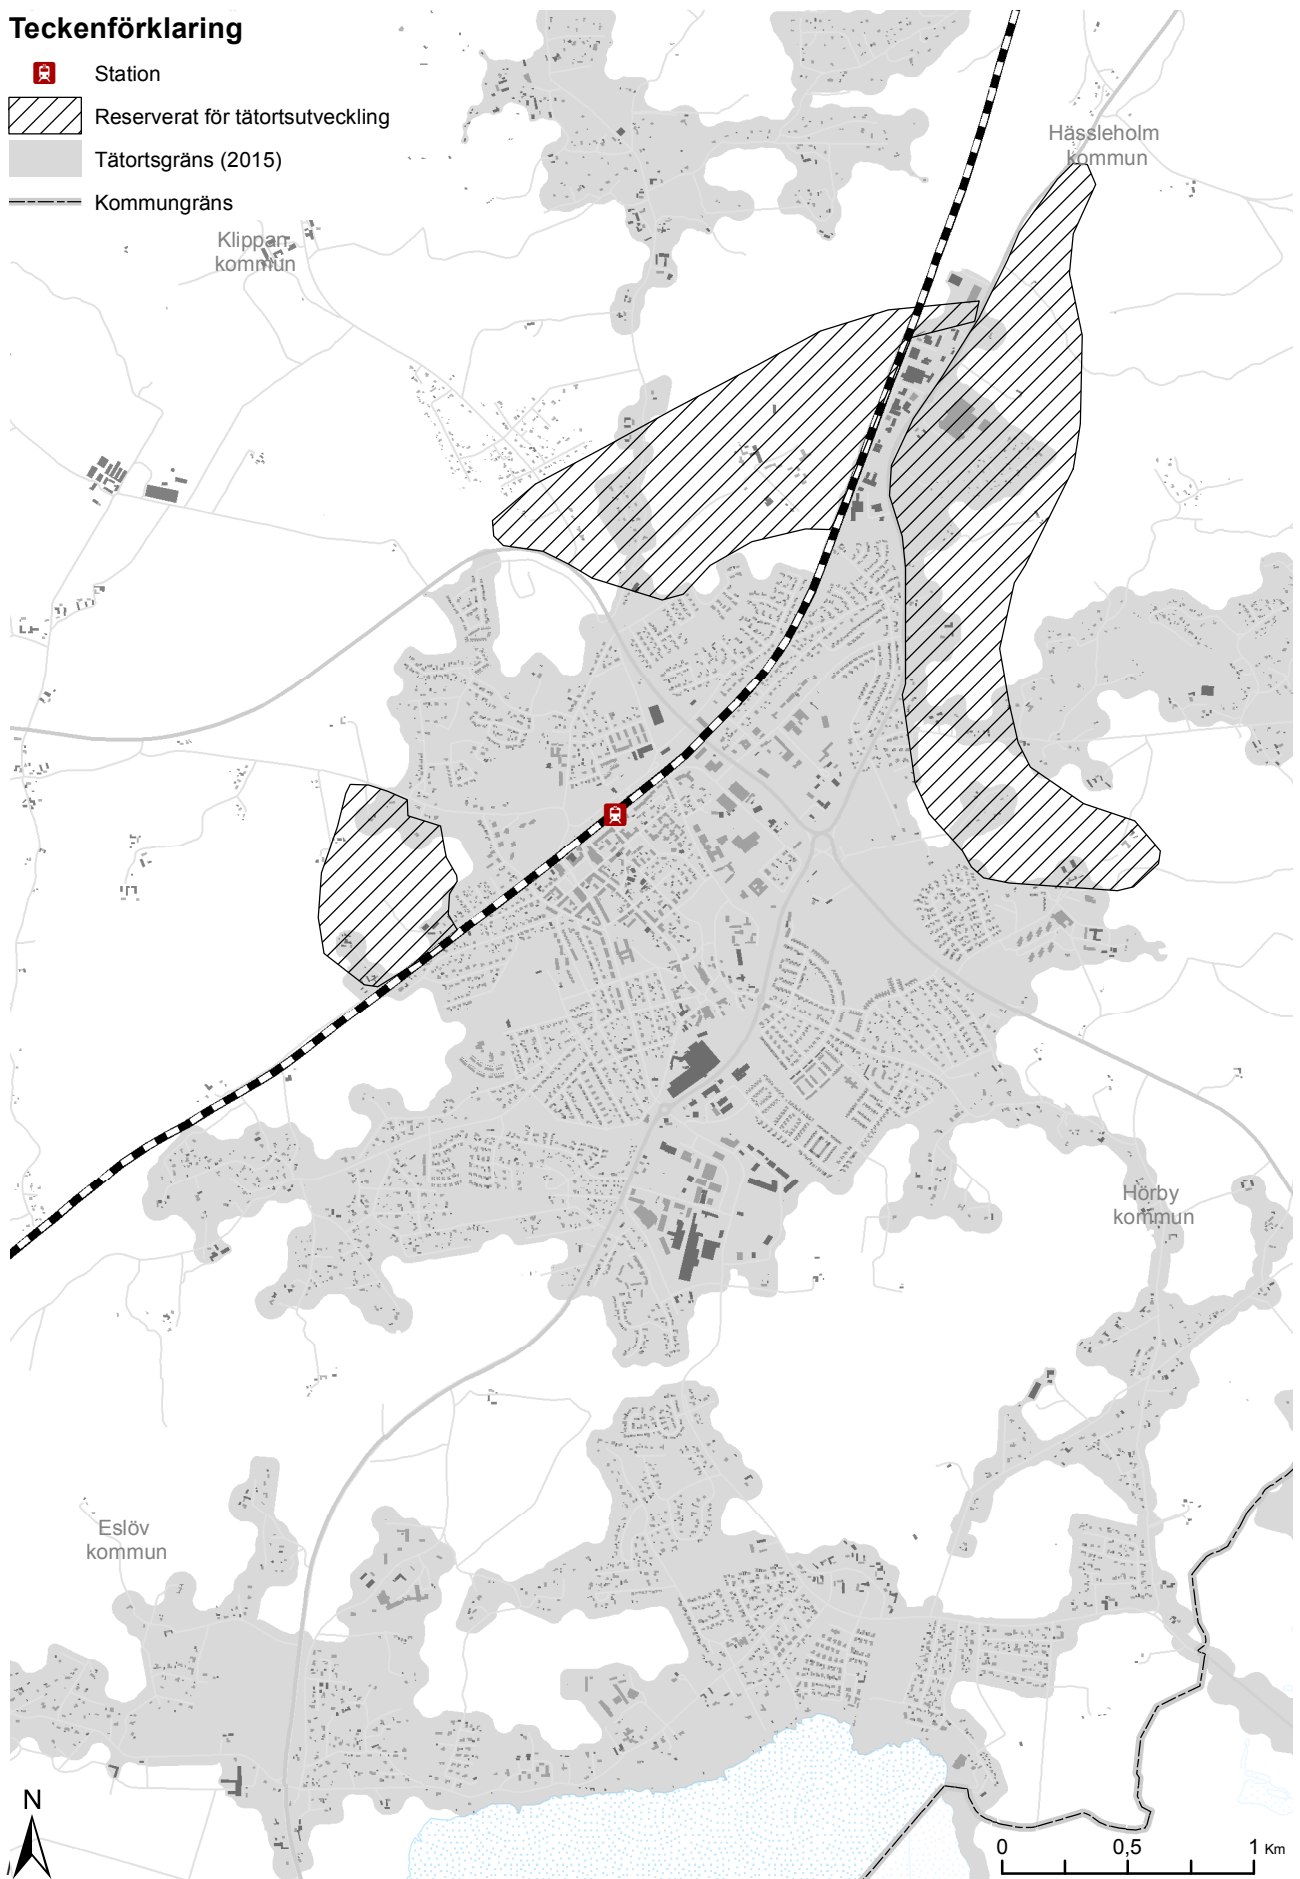 Teckenförklaring
Station
Reserverat för tätortsutveckling
Tätortsgräns (2015)
Kommungräns
Hässleholm
kommun
Klippan
kommun
Hörby
kommun
Eslöv
kommun
N
0 0,5 1 Km